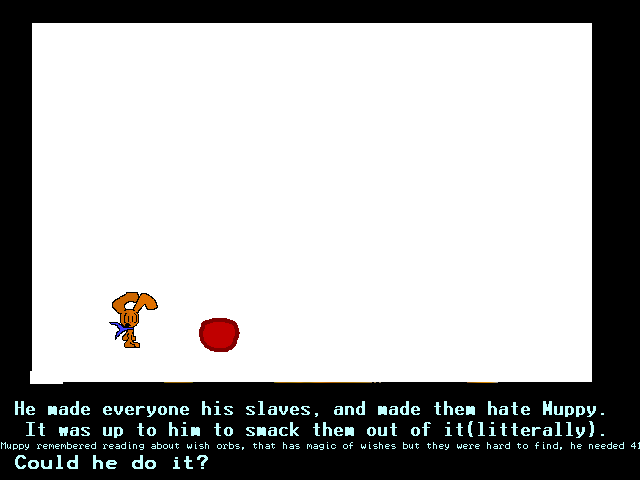 He made everyone his slaves, and made them hate Muppy.
It was up to him to smack them out of it(litterally).
Muppy remembered reading about wish orbs, that has magic of wishes but they were hard to find, he needed 41
Could he do it?